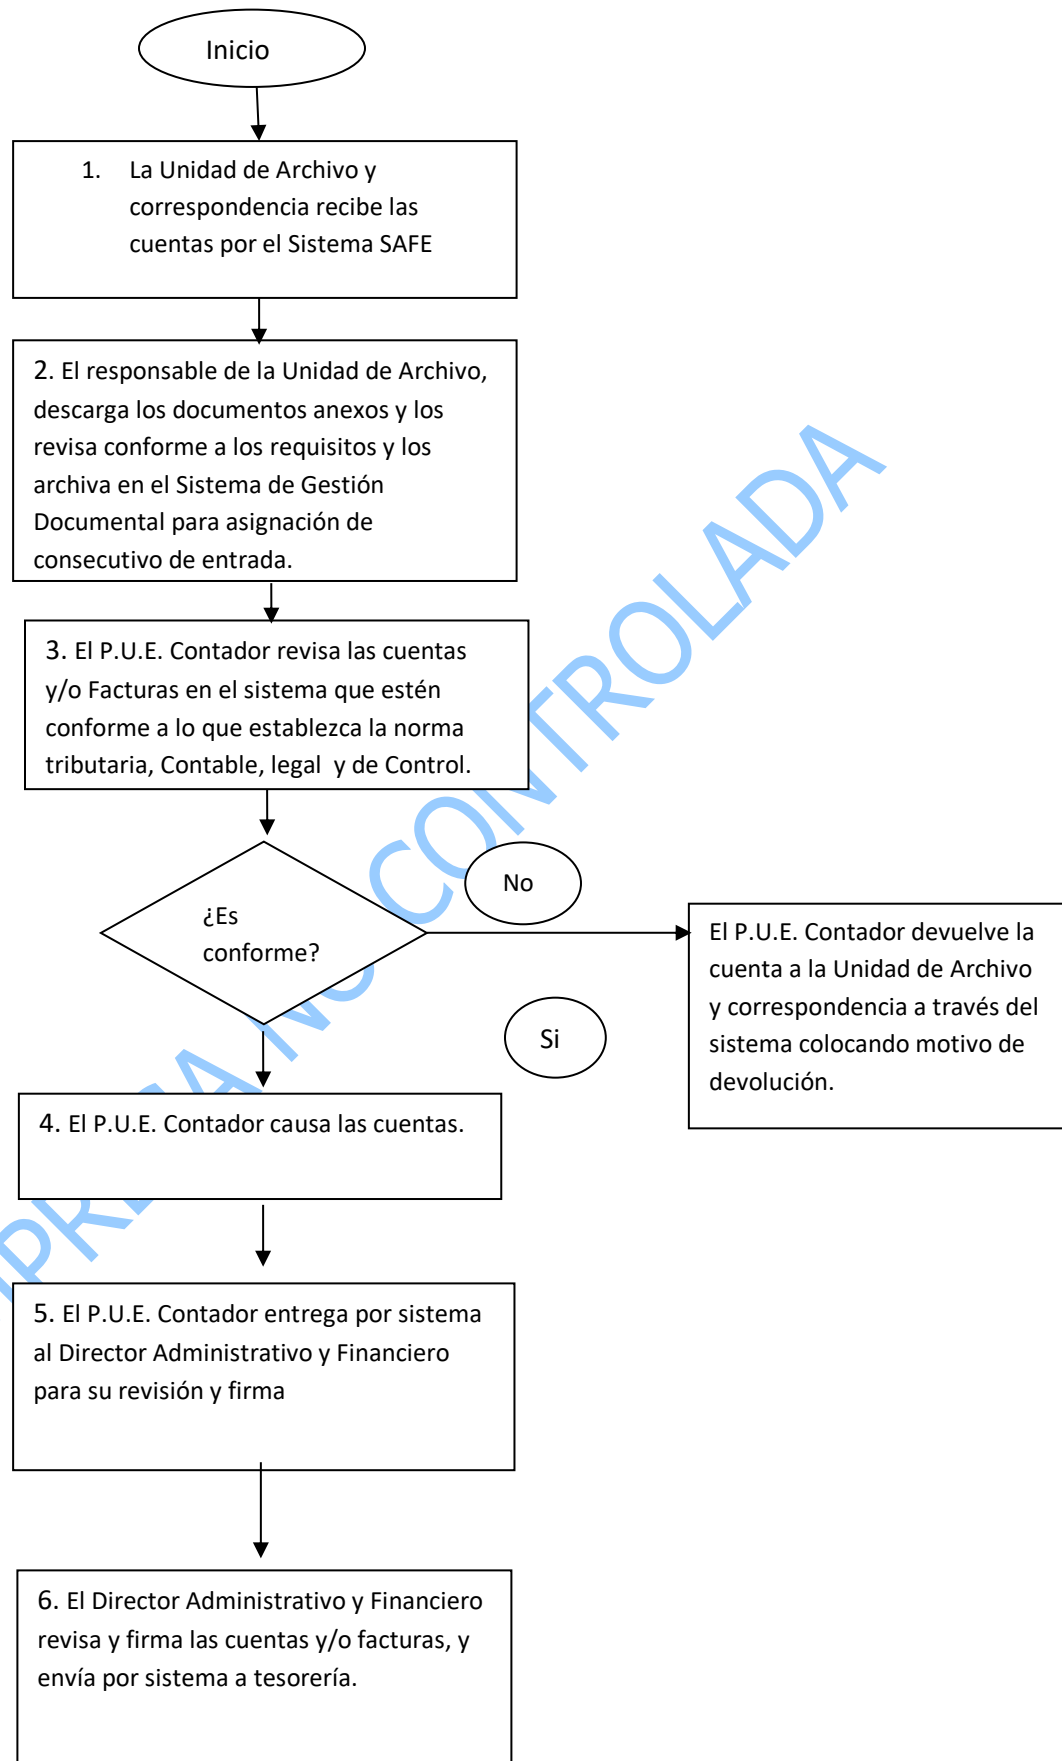 Inicio
1. La Unidad de Archivo y
correspondencia recibe las
cuentas por el Sistema SAFE
2. El responsable de la Unidad de Archivo,
descarga los documentos anexos y los
revisa conforme a los requisitos y los
archiva en el Sistema de Gestión
Documental para asignación de
consecutivo de entrada.
3. El P.U.E. Contador revisa las cuentas
y/o Facturas en el sistema que estén
conforme a lo que establezca la norma
tributaria, Contable, legal y de Control.
¿Es
conforme?
No
El P.U.E. Contador devuelve la
cuenta a la Unidad de Archivo
y correspondencia a través del
sistema colocando motivo de
devolución.
Si
4. El P.U.E. Contador causa las cuentas.
5. El P.U.E. Contador entrega por sistema
al Director Administrativo y Financiero
para su revisión y firma
6. El Director Administrativo y Financiero
revisa y firma las cuentas y/o facturas, y
envía por sistema a tesorería.
NO CONTROLADA